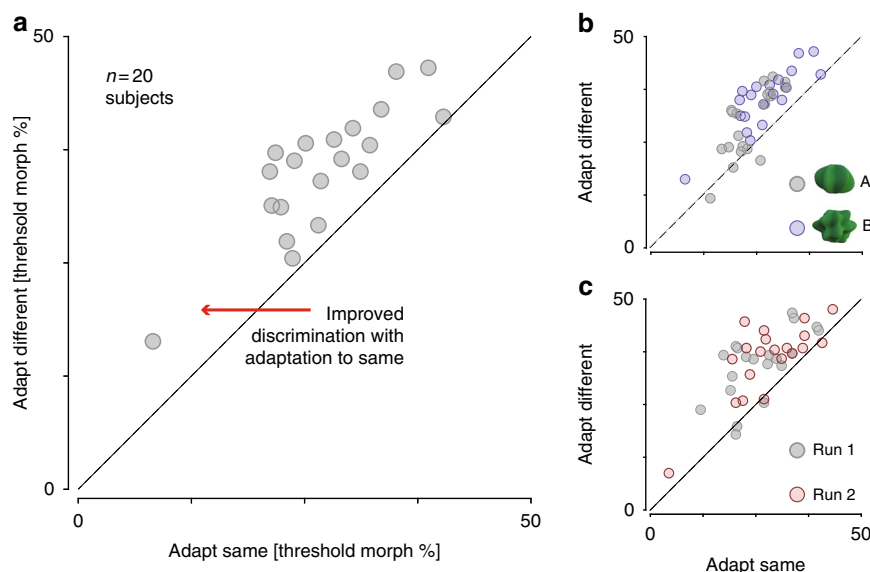 a
50
n=20
subjects
Adapt different [threhsold morph %]
Improved
discrimination with
adaptation to same
0
0
50
Adapt same [threshold morph %]
b
50
Adapt different
A
B
0
c
50
Adapt different
Run 1
Run 2
0
0
50
Adapt same